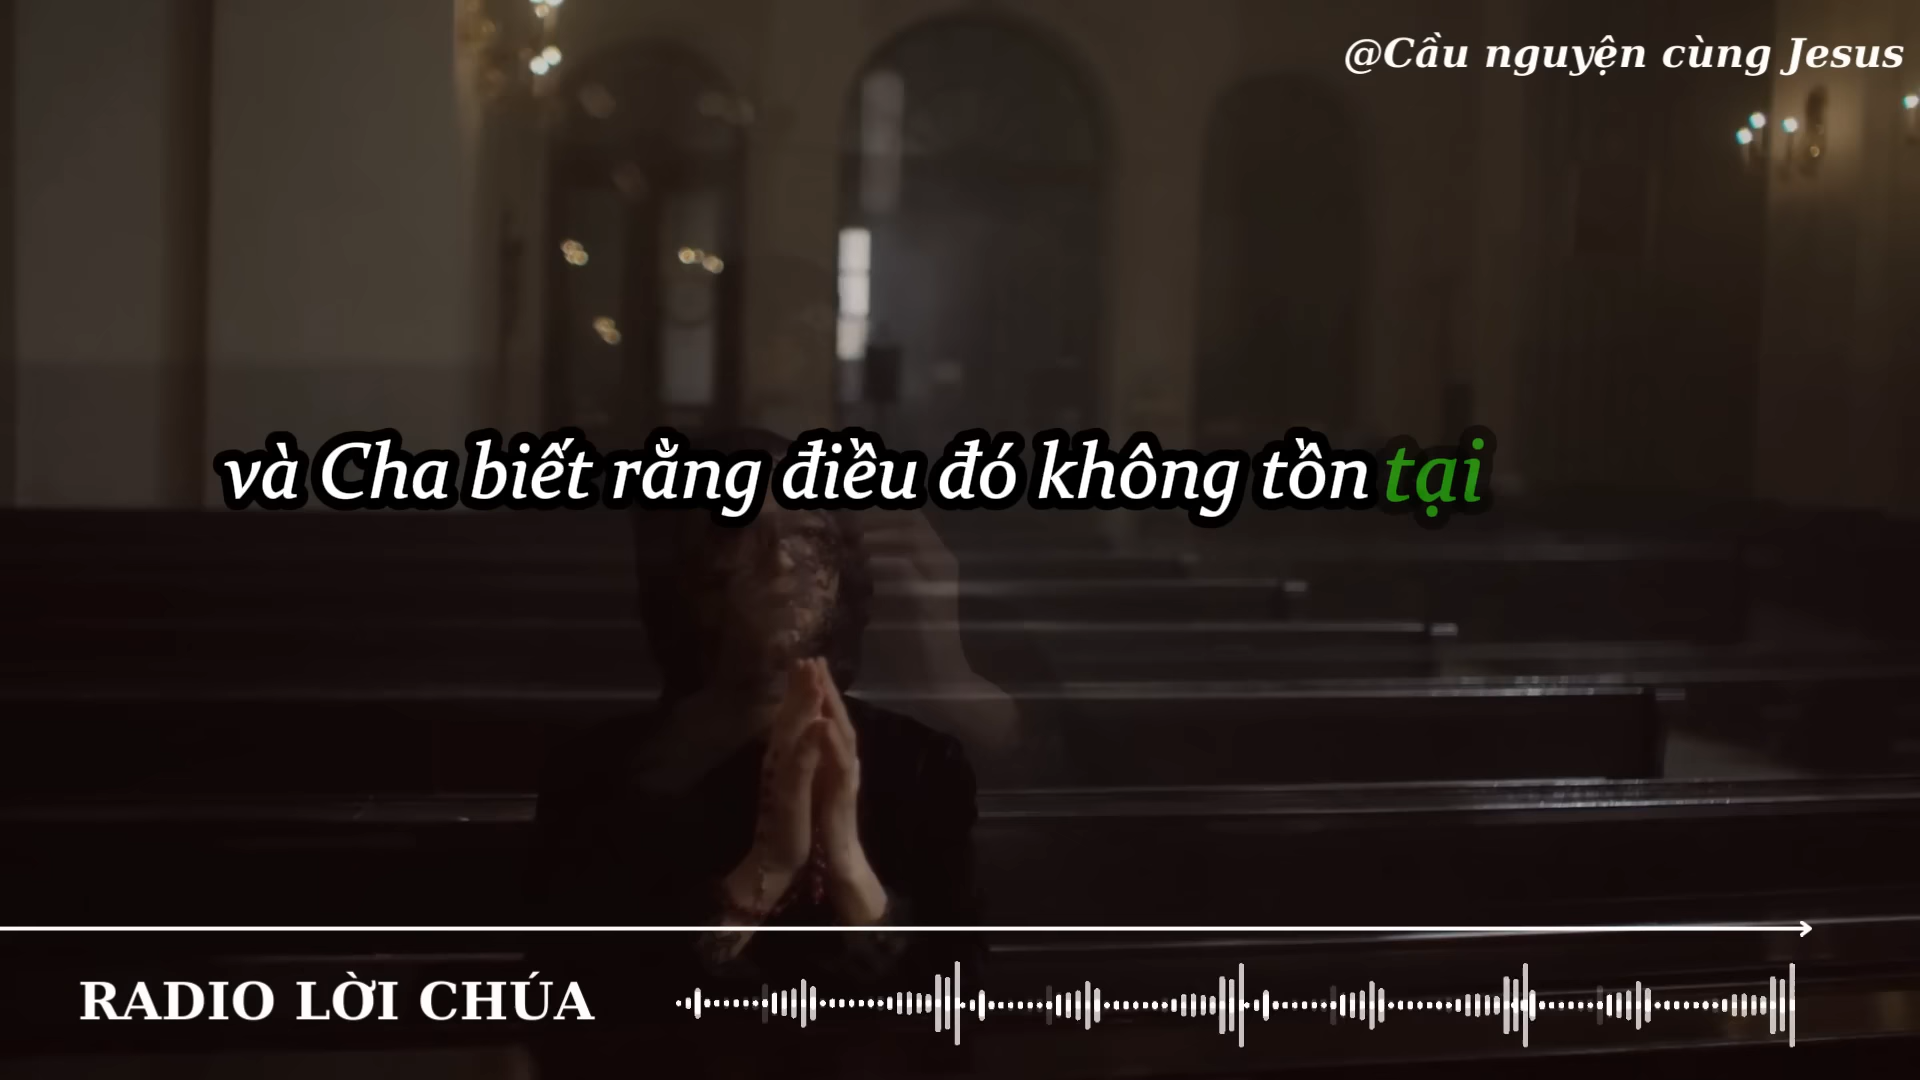 @Cầu nguyện cùng Jesus
và Cha biết rằng điều đó không tồn tại
RADIO LỜI CHÚA